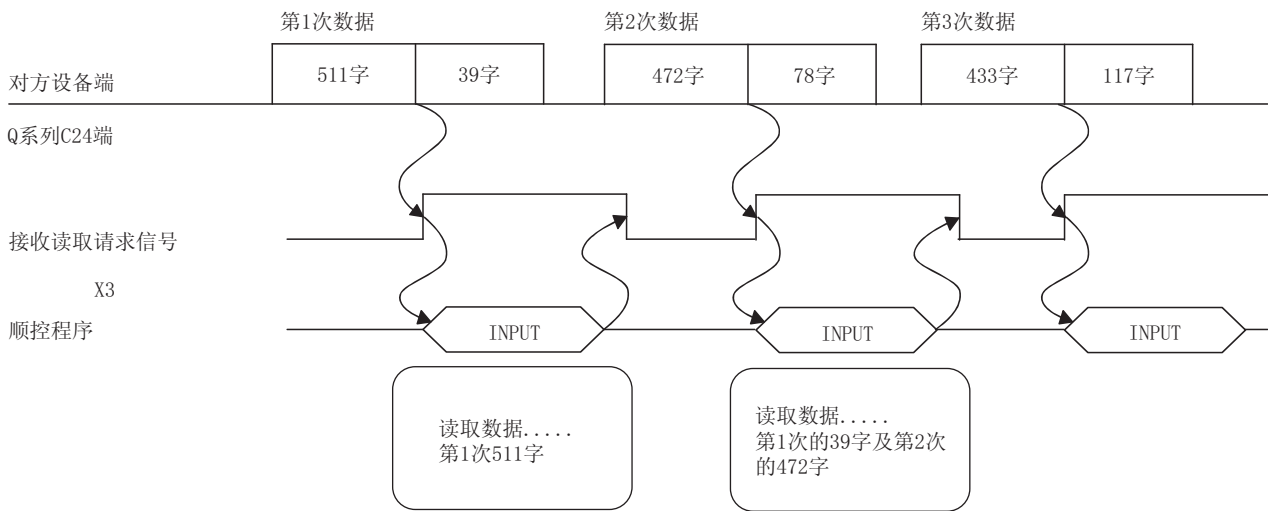 第1次数据
第2次数据
第3次数据
511字
39字
472字
78字
433字
117字
对方设备端
Q系列C24端
接收读取请求信号
X3
顺控程序
INPUT
INPUT
INPUT
读取数据.....
第1次511字
读取数据.....
第1次的39字及第2次
的472字